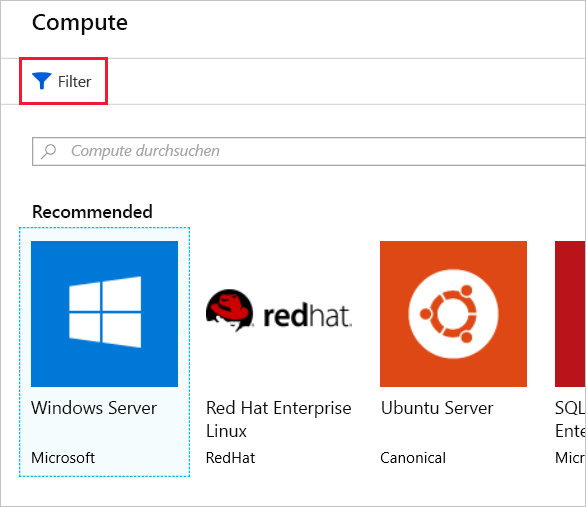 Compute
Filter
Compute durchsuchen
Recommended
redhat.
Windows Server
Red Hat Enterprise
Linux
Ubuntu Server
SQL
Ente
Microsoft
RedHat
Canonical
Micr